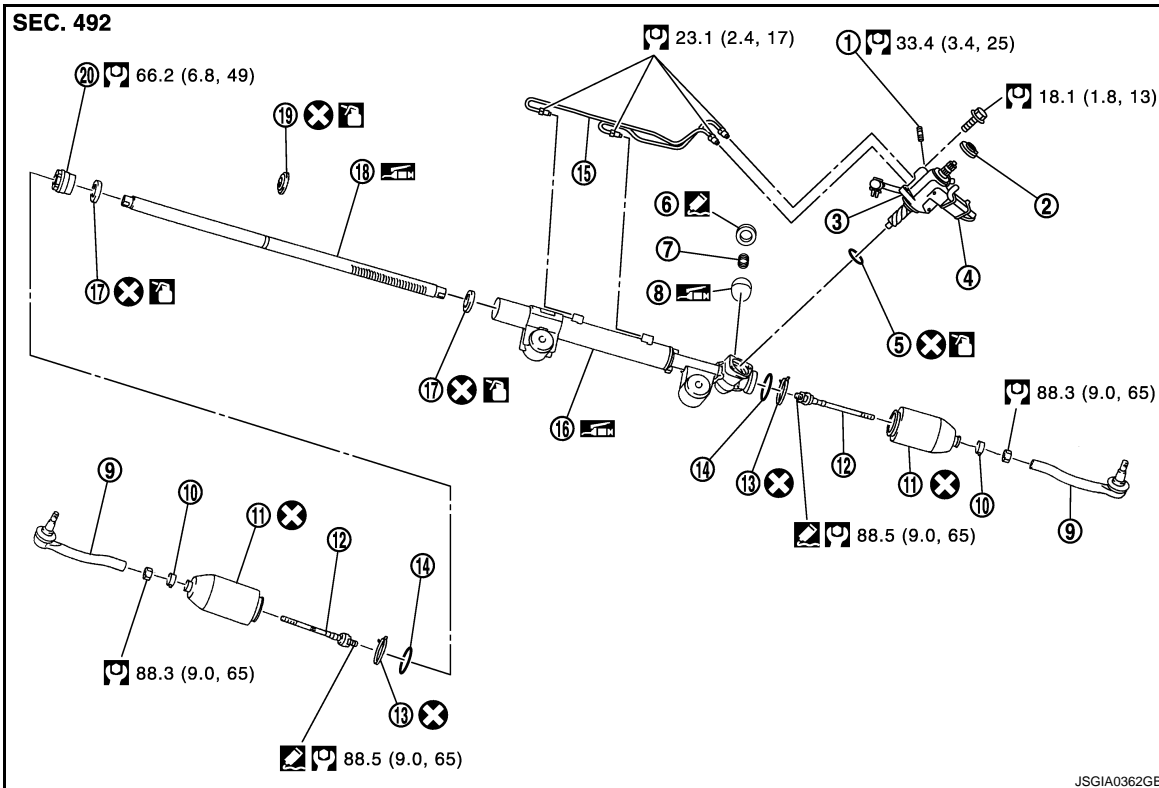 SEC. 492
23.1 (2.4, 17)
1 33.4 (3.4, 25)
18.1 (1.8, 13)
20 66.2 (6.8, 49)
19
18
15
2
3
6
7
4
8
17
5
17
88.3 (9.0, 65)
16
14
12
13
11
10
9
88.5 (9.0, 65)
9
10
11
12
14
88.3 (9.0, 65)
13
88.5 (9.0, 65)
JSGIA0362GB